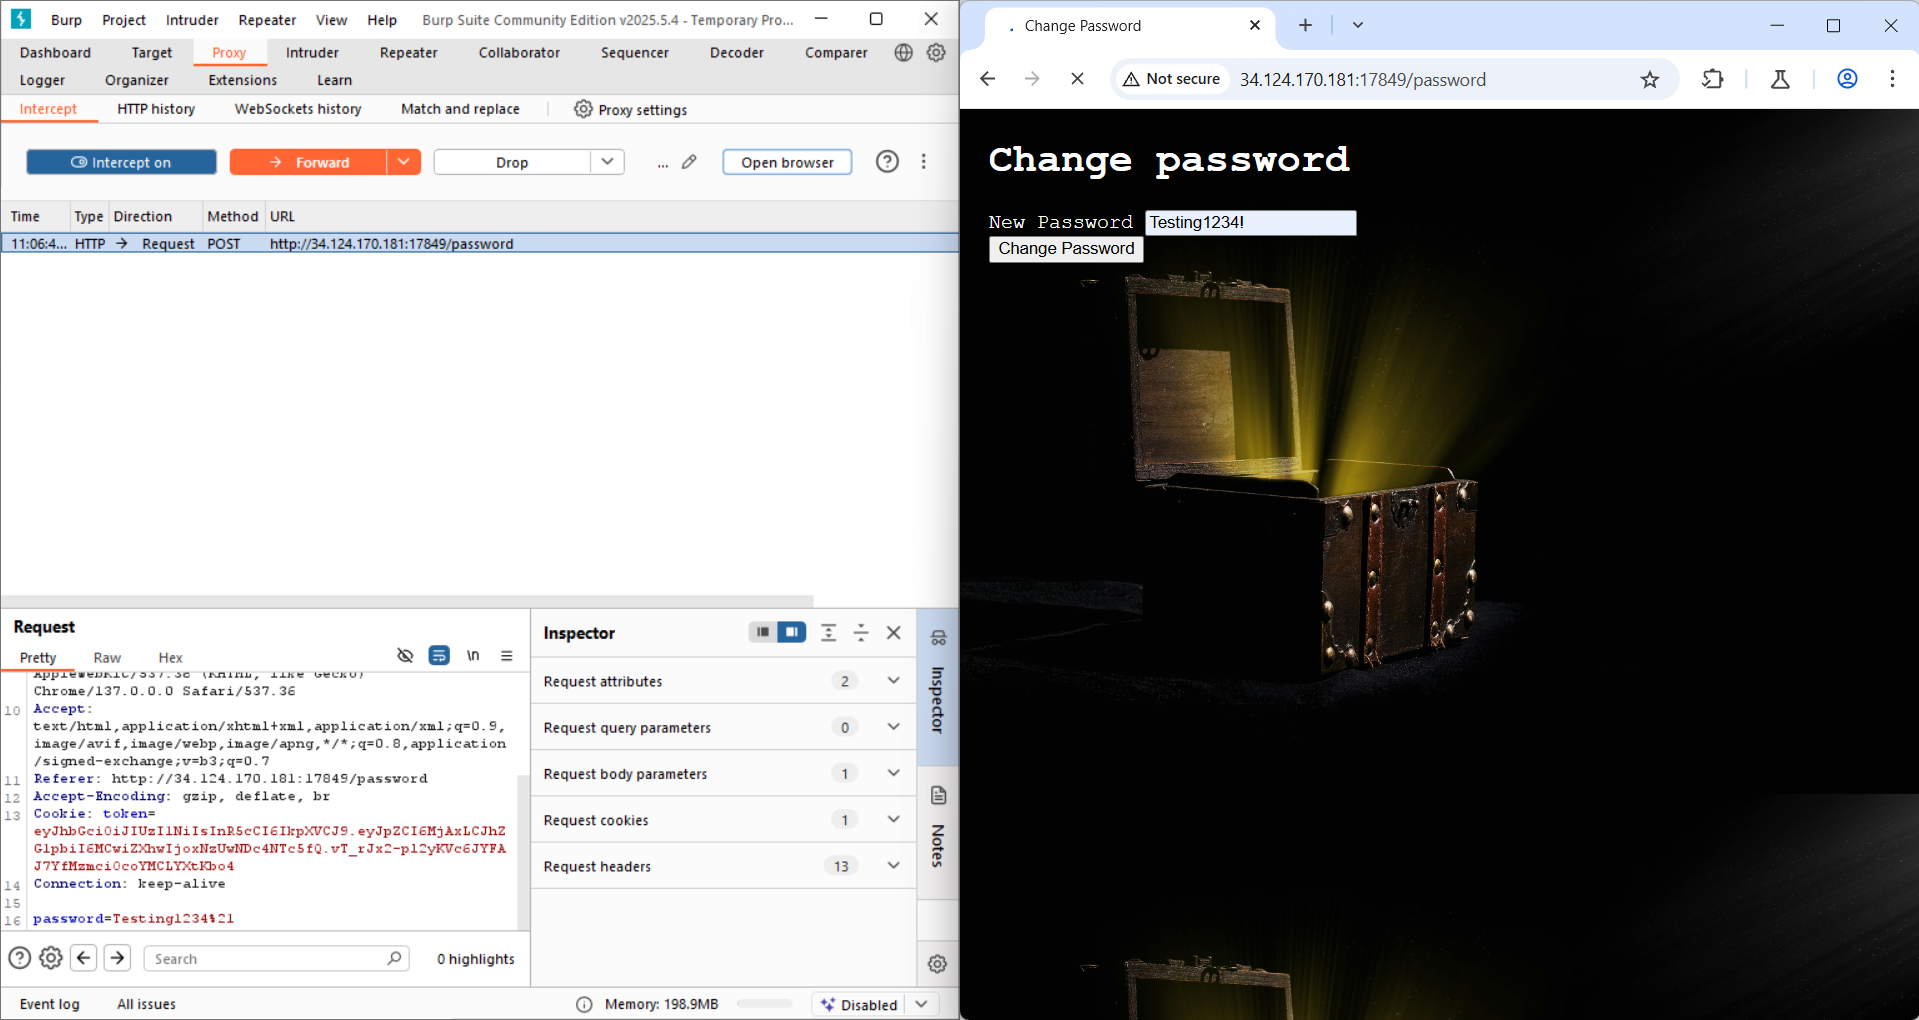 Burp Project Intruder Repeater View Help Burp Suite Community Edition v2025.5.4 - Temporary Pro...
Dashboard Target Proxy Intruder Repeater Collaborator Sequencer Decoder Comparer
Logger Organizer Extensions Learn
Intercept HTTP history WebSockets history Match and replace Proxy settings
Intercept on Forward Drop ... Open browser
Time Type Direction Method URL
11:06:4... HTTP → Request POST http://34.124.170.181:17849/password
Request
Pretty Raw Hex \n
AppleWebKit/537.36 (KHTML, like Gecko)
Chrome/137.0.0.0 Safari/537.36
10 Accept:
text/html,application/xhtml+xml,application/xml;q=0.9,
image/avif,image/webp,image/apng,*/*;q=0.8,application
/signed-exchange;v=b3;q=0.7
11 Referer: http://34.124.170.181:17849/password
12 Accept-Encoding: gzip, deflate, br
13 Cookie: token=
eyJhbGciOiJIUzI1NiIsInR5cCI6IkpXVCJ9.eyJpZCI6MjAxLCJhZ
G1pbiI6MCwiZXhwIjoxNzUwNDc4NTc5fQ.vT_rJx2-pl2yKVc6JYFA
J7YfMzmci0coYMCLYXtKbo4
14 Connection: keep-alive
15
16 password=Testing1234%21
Search 0 highlights
Inspector
Request attributes 2
Request query parameters 0
Request body parameters 1
Request cookies 1
Request headers 13
Inspector
Notes
Event log All issues Memory: 198.9MB Disabled
Change Password
Not secure 34.124.170.181:17849/password
Change password
New Password Testing1234!
Change Password